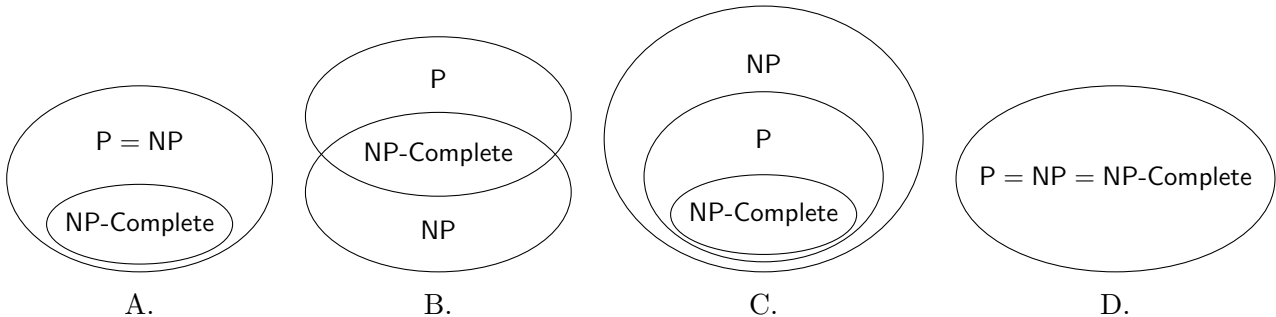 P = NP
NP-Complete
A.
P
NP-Complete
NP
B.
NP
P
NP-Complete
C.
P = NP = NP-Complete
D.